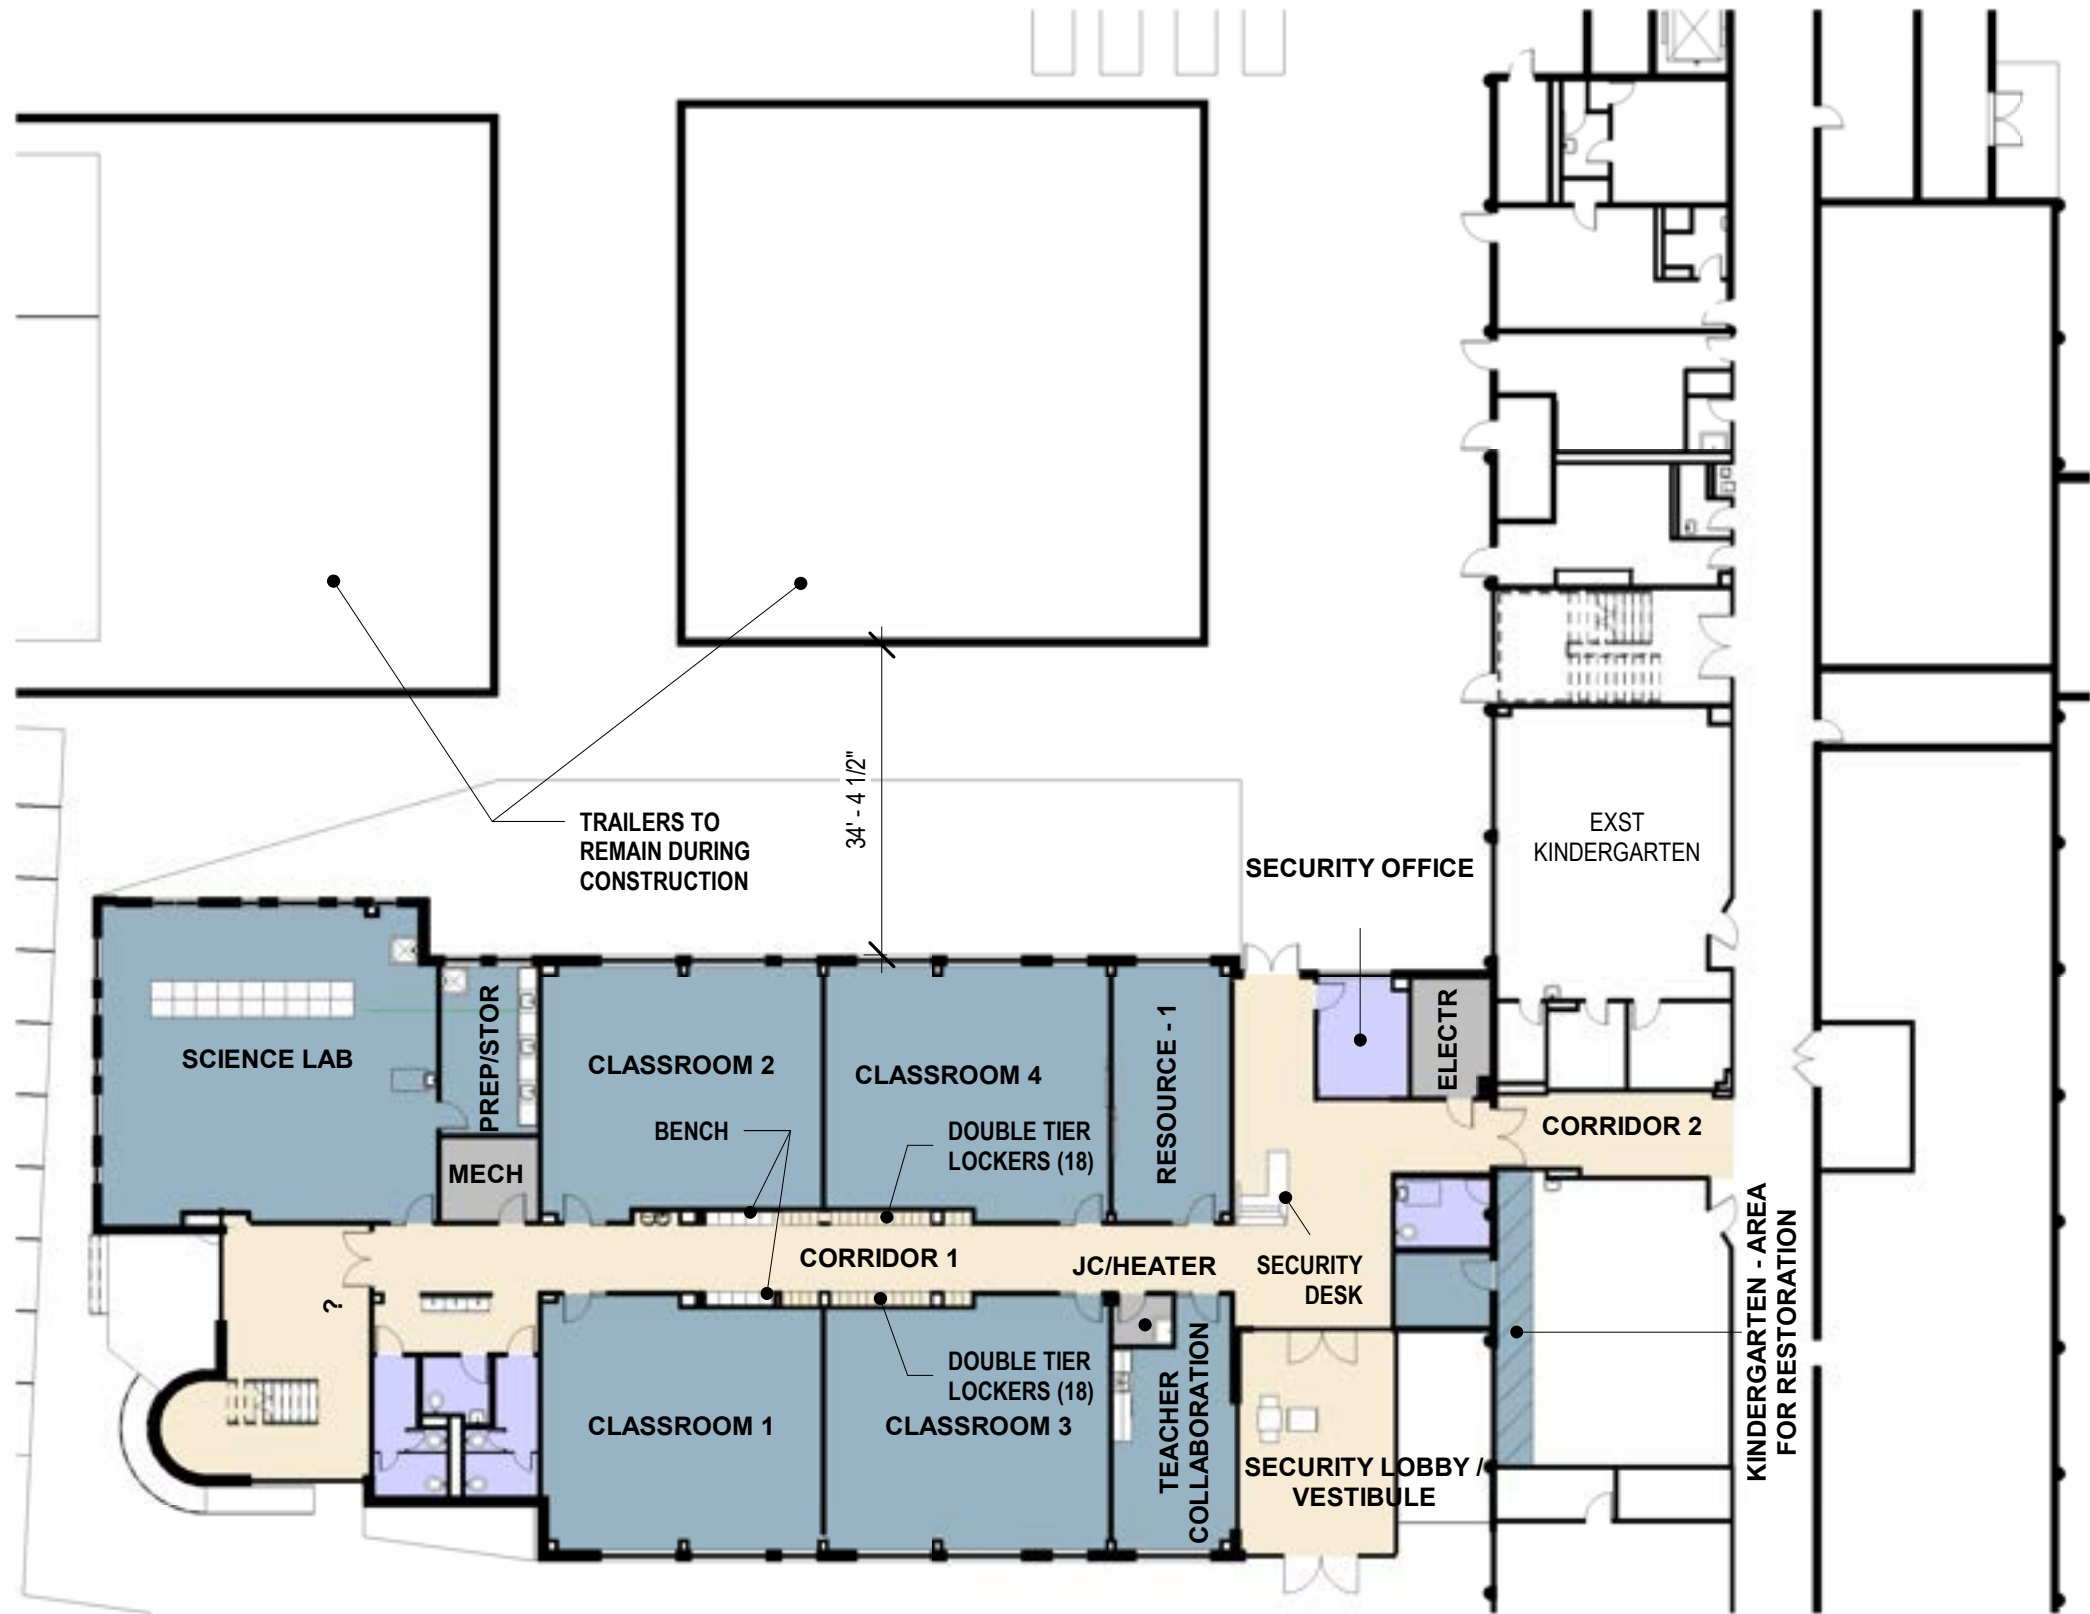 34' - 4 1/2"
TRAILERS TO
REMAIN DURING
CONSTRUCTION
EXST
KINDERGARTEN
SECURITY OFFICE
SCIENCE LAB
PREP/STOR
MECH
CLASSROOM 2
BENCH
CLASSROOM 4
DOUBLE TIER
LOCKERS (18)
RESOURCE - 1
ELECTR
CORRIDOR 2
CORRIDOR 1
JC/HEATER
SECURITY
DESK
?
DOUBLE TIER
LOCKERS (18)
CLASSROOM 1
CLASSROOM 3
TEACHER
COLLABORATION
SECURITY LOBBY /
VESTIBULE
KINDERGARTEN - AREA
FOR RESTORATION